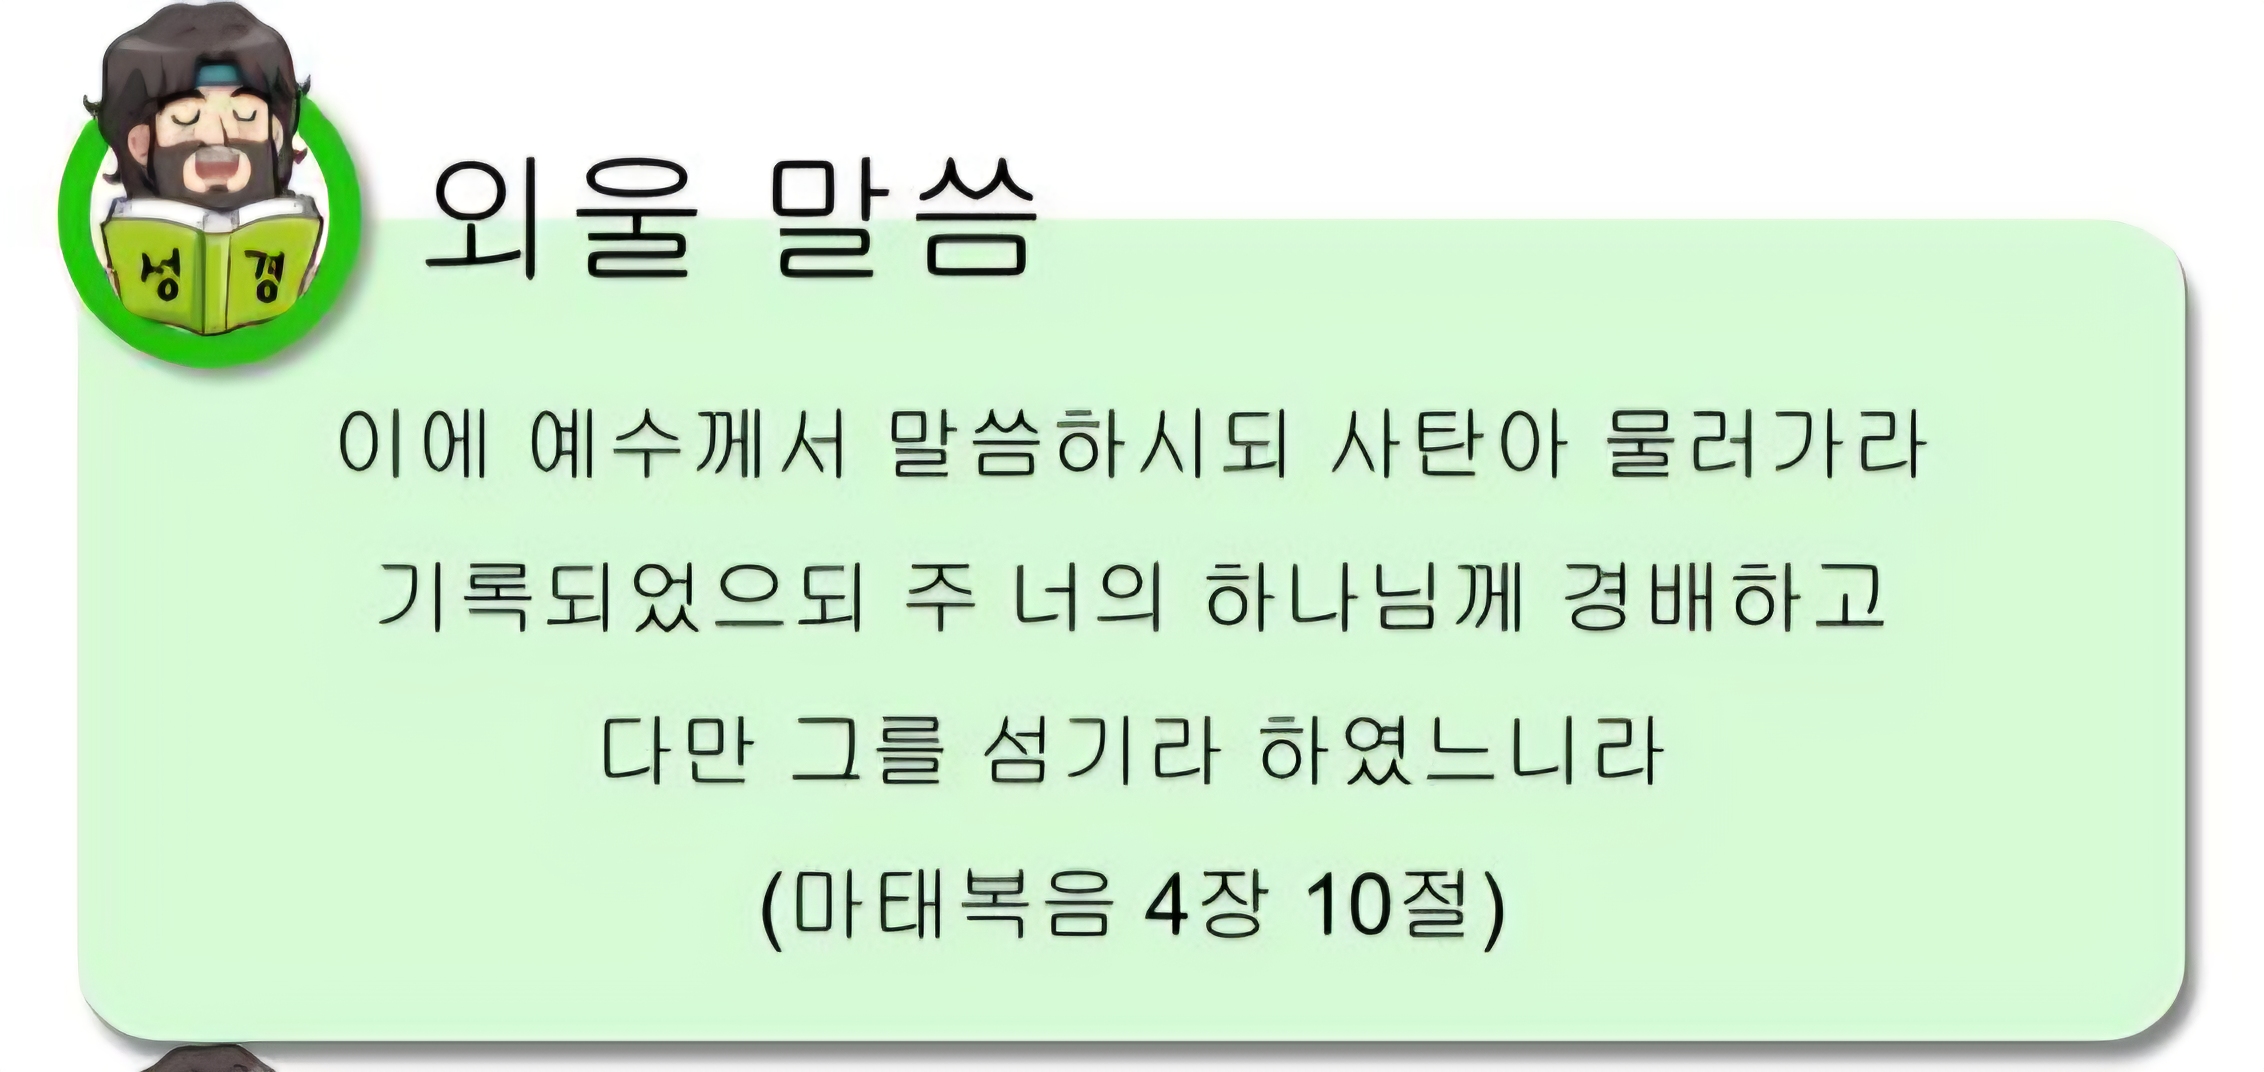 외울 말씀
성 경
이에 예수께서 말씀하시되 사탄아 물러가라
기록되었으되 주 너의 하나님께 경배하고
다만 그를 섬기라 하였느니라
(마태복음 4장 10절)